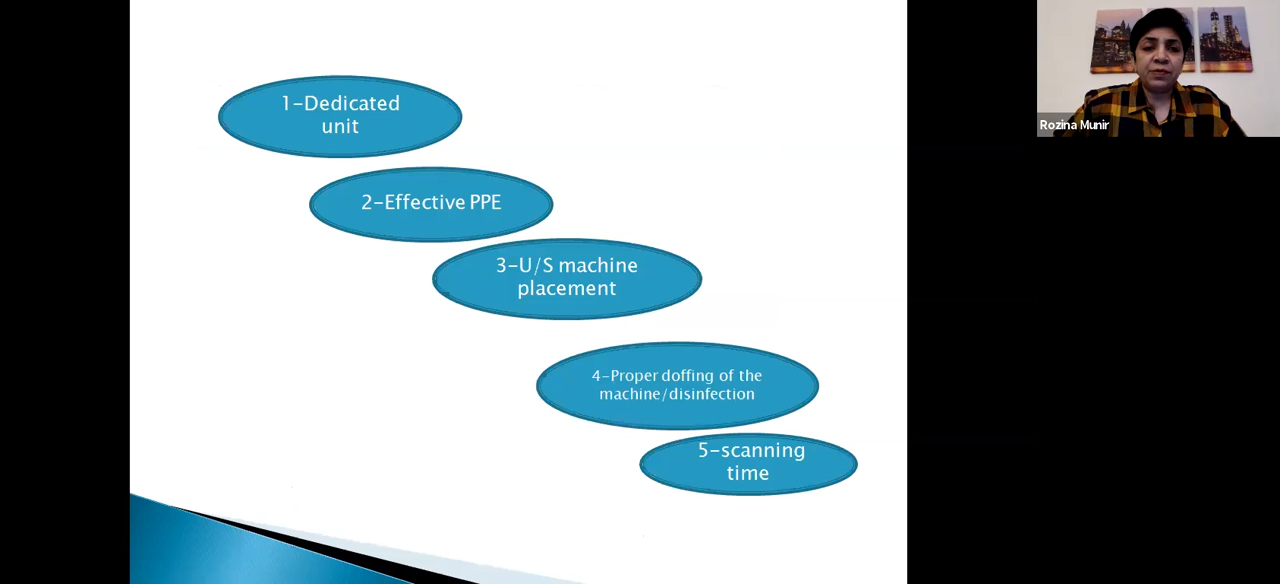 1-Dedicated
unit
2-Effective PPE
3-U/S machine
placement
4-Proper doffing of the
machine/disinfection
5-scanning
time
Rozina Munir